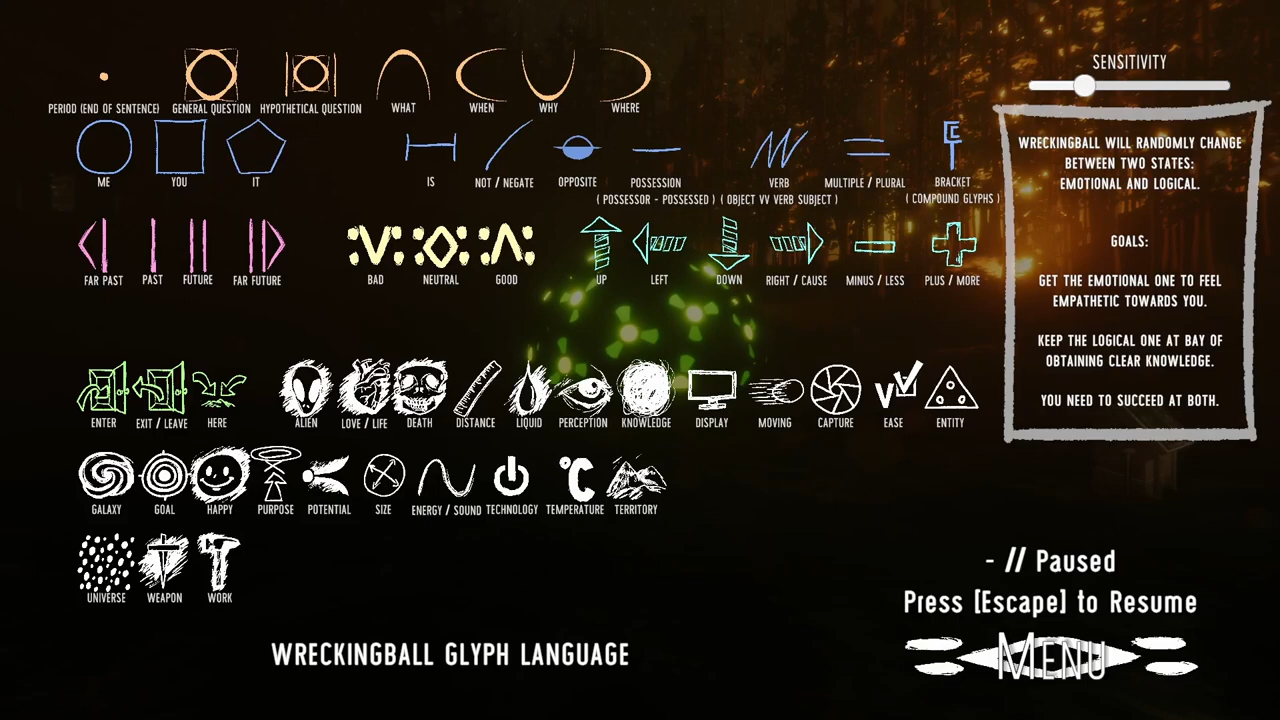 SENSITIVITY
PERIOD (END OF SENTENCE) GENERAL QUESTION HYPOTHETICAL QUESTION WHAT WHEN WHY WHERE
ME YOU IT IS NOT / NEGATE OPPOSITE POSSESSION VERB MULTIPLE / PLURAL BRACKET
( POSSESSOR - POSSESSED ) ( OBJECT VV VERB SUBJECT ) ( COMPOUND GLYPHS )
FAR PAST PAST FUTURE FAR FUTURE BAD NEUTRAL GOOD UP LEFT DOWN RIGHT / CAUSE MINUS / LESS PLUS / MORE
ENTER EXIT / LEAVE HERE ALIEN LOVE / LIFE DEATH DISTANCE LIQUID PERCEPTION KNOWLEDGE DISPLAY MOVING CAPTURE EASE ENTITY
GALAXY GOAL HAPPY PURPOSE POTENTIAL SIZE ENERGY / SOUND TECHNOLOGY TEMPERATURE TERRITORY
UNIVERSE WEAPON WORK
WRECKINGBALL GLYPH LANGUAGE
WRECKINGBALL WILL RANDOMLY CHANGE
BETWEEN TWO STATES:
EMOTIONAL AND LOGICAL.
GOALS:
GET THE EMOTIONAL ONE TO FEEL
EMPATHETIC TOWARDS YOU.
KEEP THE LOGICAL ONE AT BAY OF
OBTAINING CLEAR KNOWLEDGE.
YOU NEED TO SUCCEED AT BOTH.
- // Paused
Press [Escape] to Resume
MENU